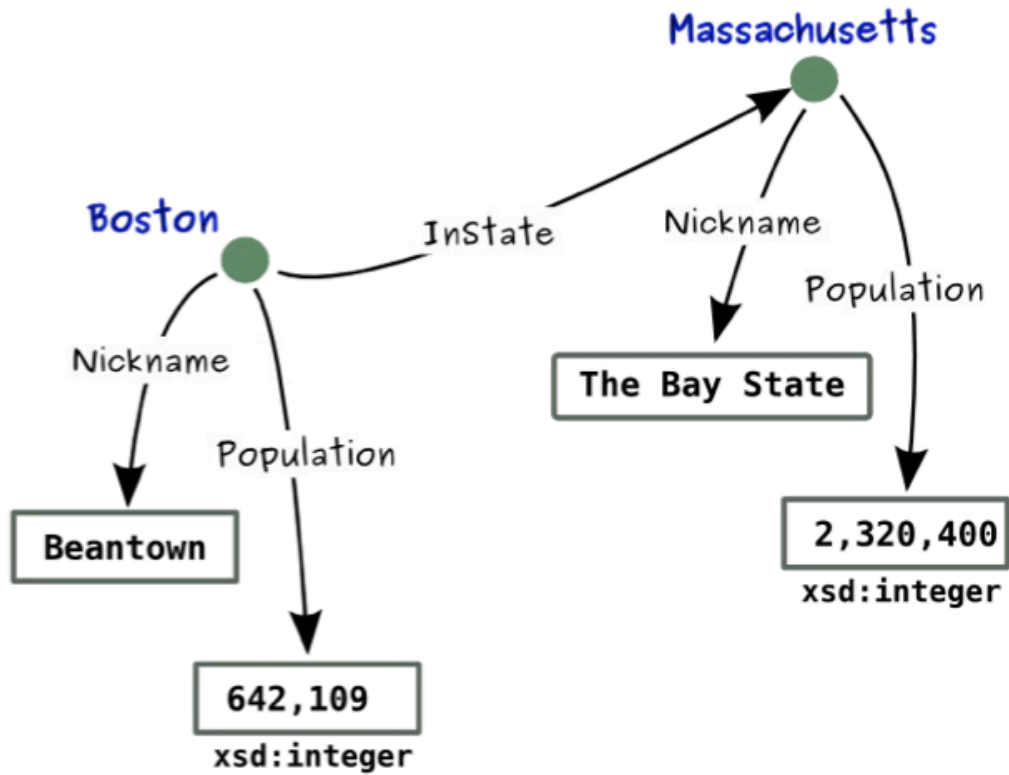 Massachusetts
Boston
InState
Nickname
Population
Nickname
The Bay State
Population
Beantown
2,320,400
xsd:integer
642,109
xsd:integer